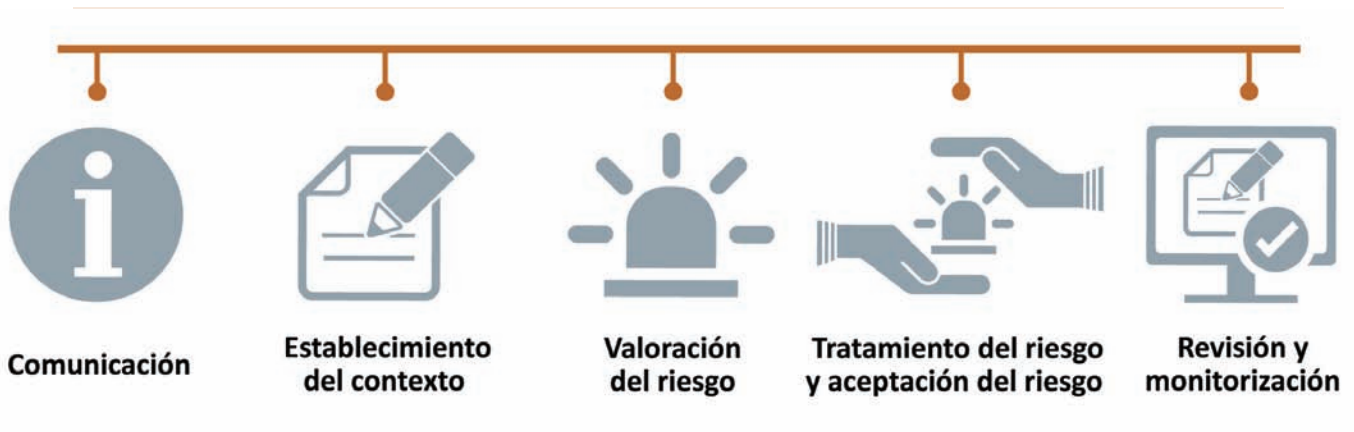 Comunicación
Establecimiento
del contexto
Valoración
del riesgo
Tratamiento del riesgo
y aceptación del riesgo
Revisión y
monitorización